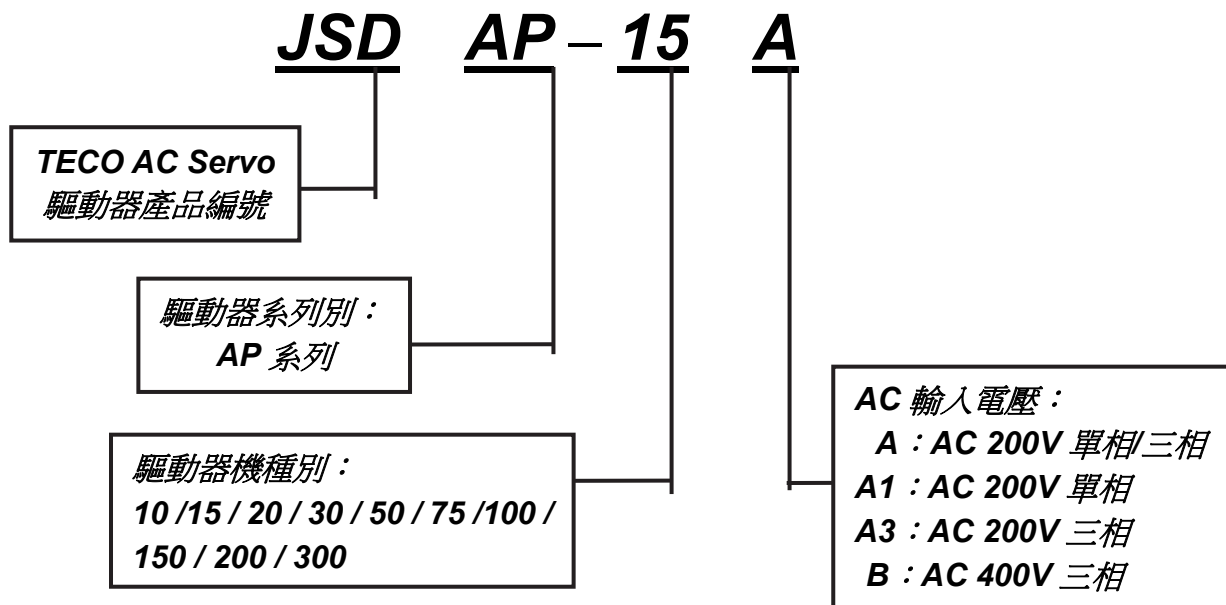 JSD AP – 15 A
TECO AC Servo
驅動器產品編號
驅動器系列別：
AP 系列
驅動器機種別：
10 /15 / 20 / 30 / 50 / 75 /100 /
150 / 200 / 300
AC 輸入電壓：
A：AC 200V 單相/三相
A1：AC 200V 單相
A3：AC 200V 三相
B：AC 400V 三相